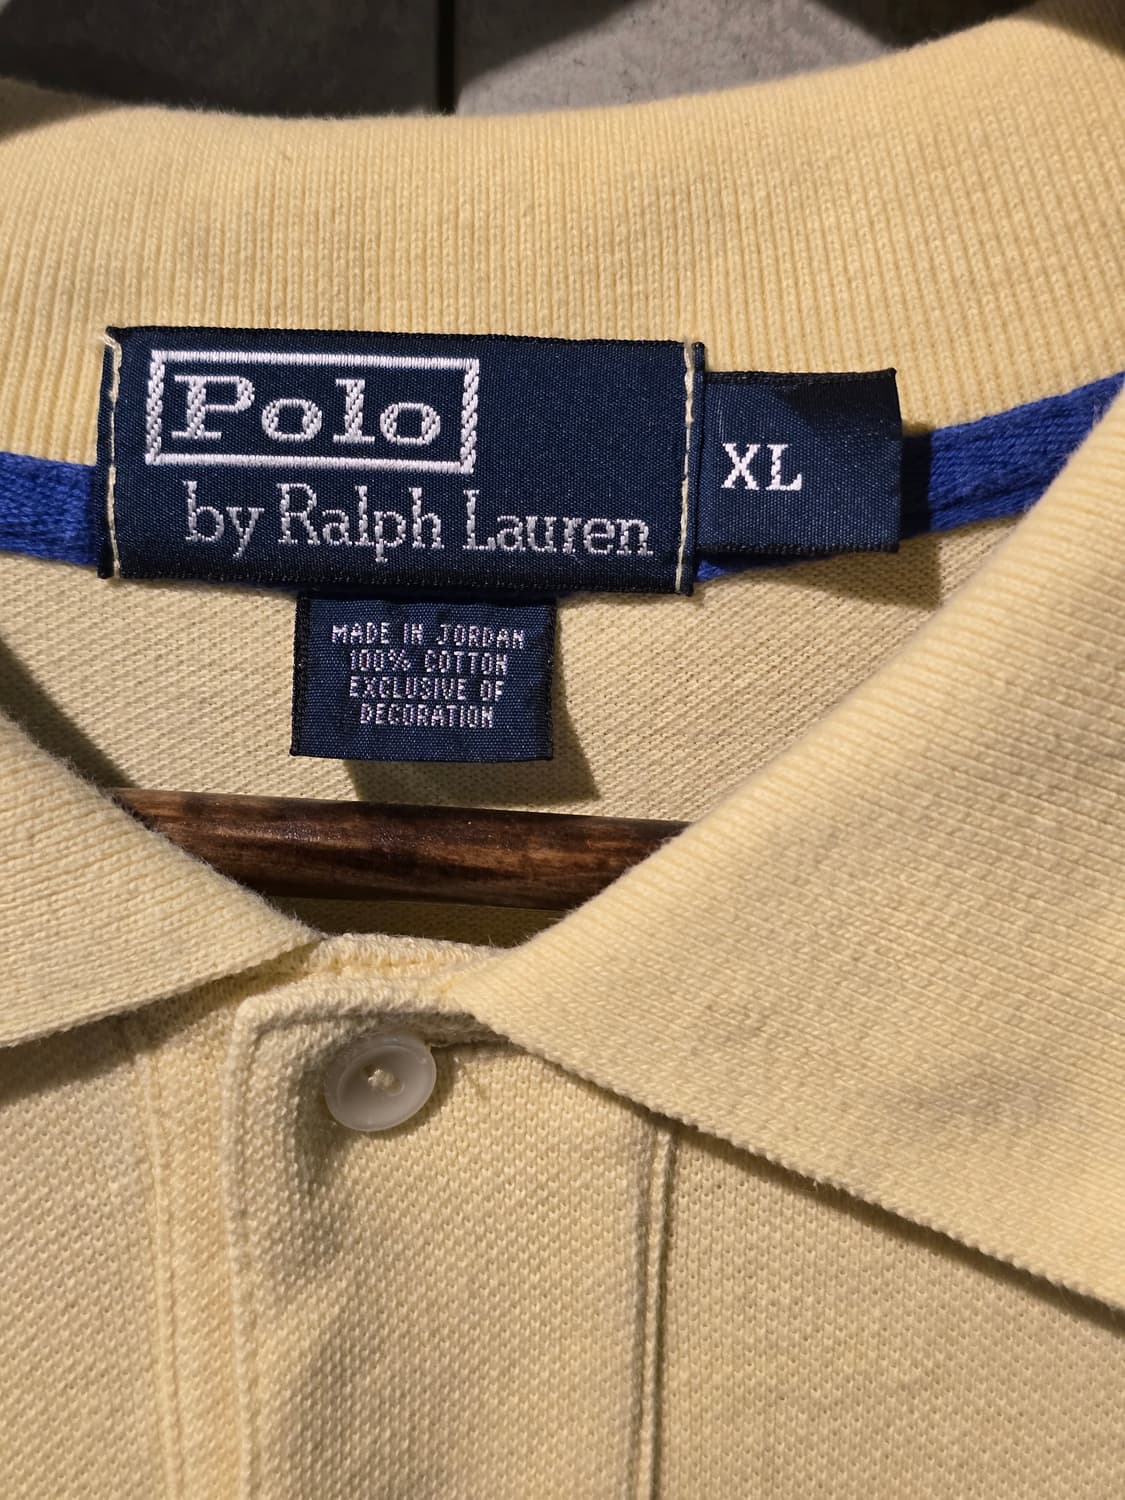 Polo
by Ralph Lauren
XL
MADE IN JORDAN
100% COTTON
EXCLUSIVE OF
DECORATION